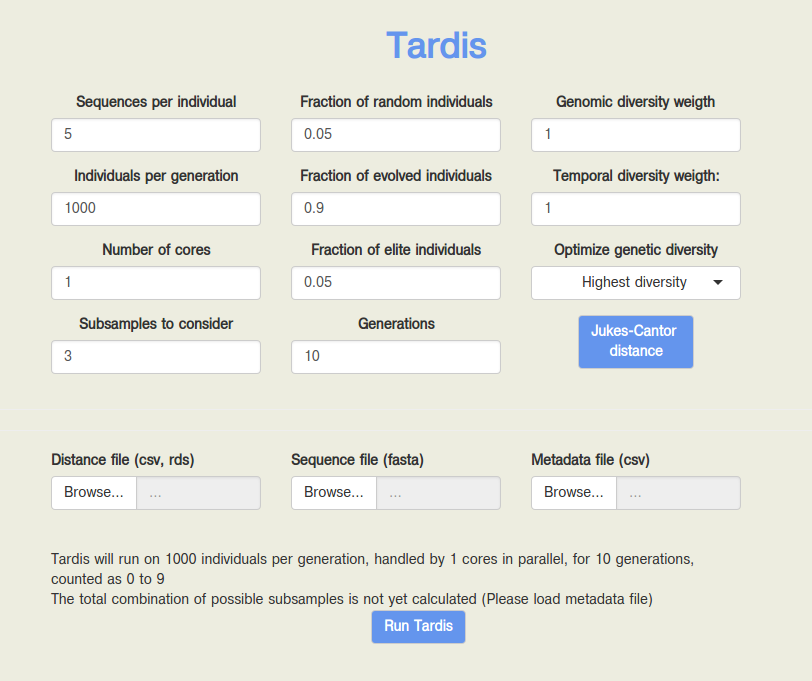 Tardis
Sequences per individual
5
Fraction of random individuals
0.05
Genomic diversity weigth
1
Individuals per generation
1000
Fraction of evolved individuals
0.9
Temporal diversity weigth:
1
Number of cores
1
Fraction of elite individuals
0.05
Optimize genetic diversity
Highest diversity
Subsamples to consider
3
Generations
10
Jukes-Cantor
distance
Distance file (csv, rds)
Browse... ...
Sequence file (fasta)
Browse... ...
Metadata file (csv)
Browse... ...
Tardis will run on 1000 individuals per generation, handled by 1 cores in parallel, for 10 generations,
counted as 0 to 9
The total combination of possible subsamples is not yet calculated (Please load metadata file)
Run Tardis